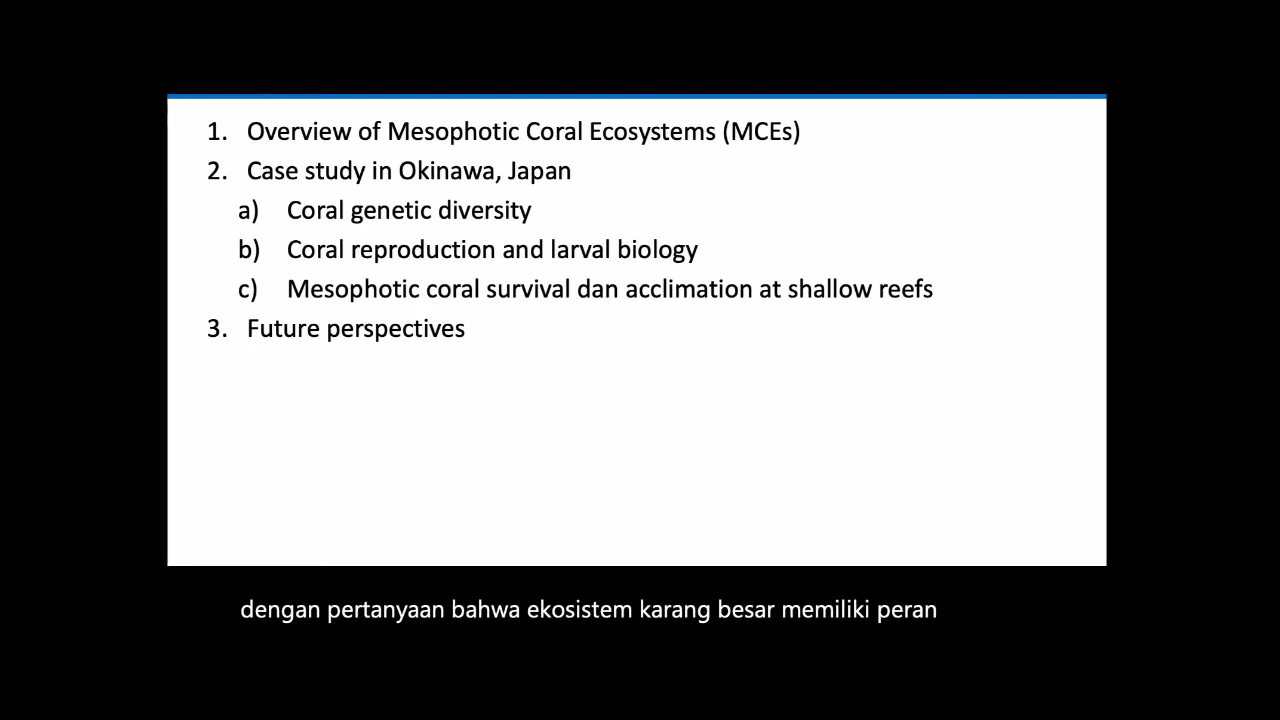 1. Overview of Mesophotic Coral Ecosystems (MCEs)
2. Case study in Okinawa, Japan
a) Coral genetic diversity
b) Coral reproduction and larval biology
c) Mesophotic coral survival dan acclimation at shallow reefs
3. Future perspectives
dengan pertanyaan bahwa ekosistem karang besar memiliki peran